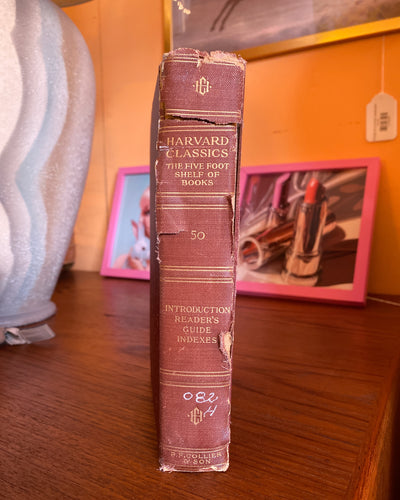 HARVARD
CLASSICS
THE FIVE FOOT
SHELF OF
BOOKS
50
INTRODUCTION
READER'S
GUIDE
INDEXES
082
H
P. F. COLLIER
& SON